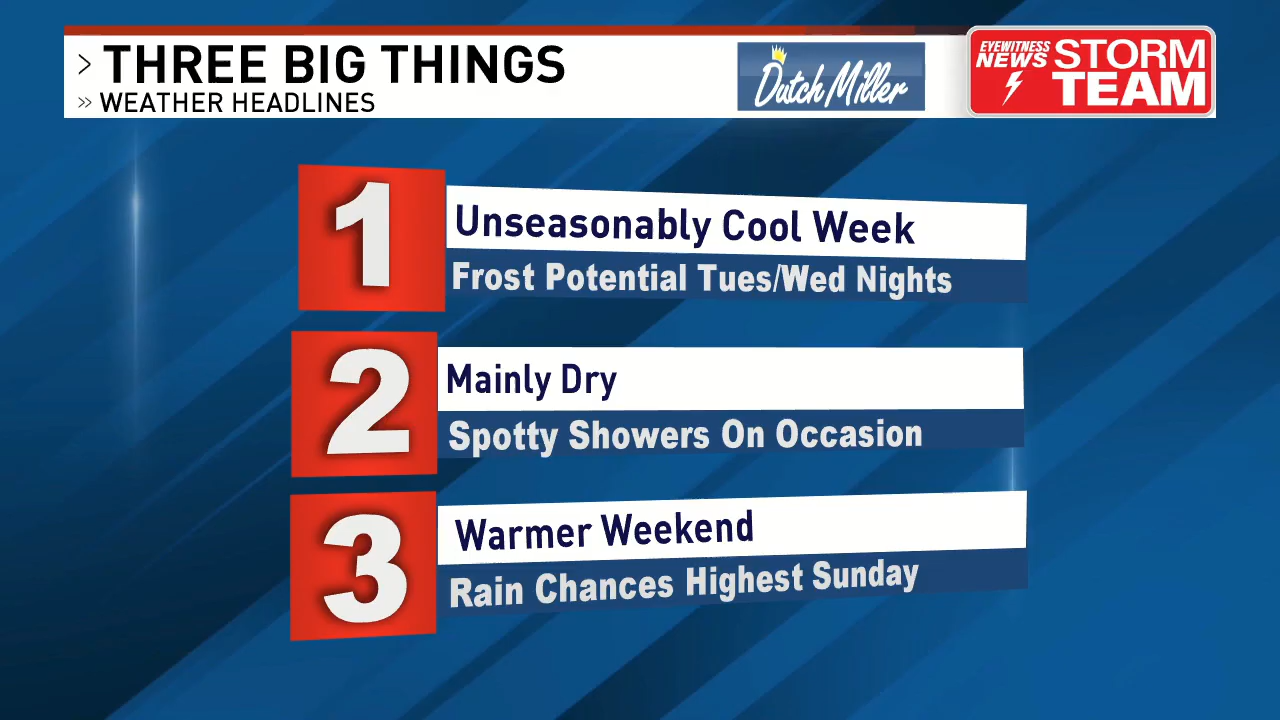 > THREE BIG THINGS
» WEATHER HEADLINES
Dutch Miller
EYEWITNESS
NEWS
STORM
TEAM
1
Unseasonably Cool Week
Frost Potential Tues/Wed Nights
2
Mainly Dry
Spotty Showers On Occasion
3
Warmer Weekend
Rain Chances Highest Sunday